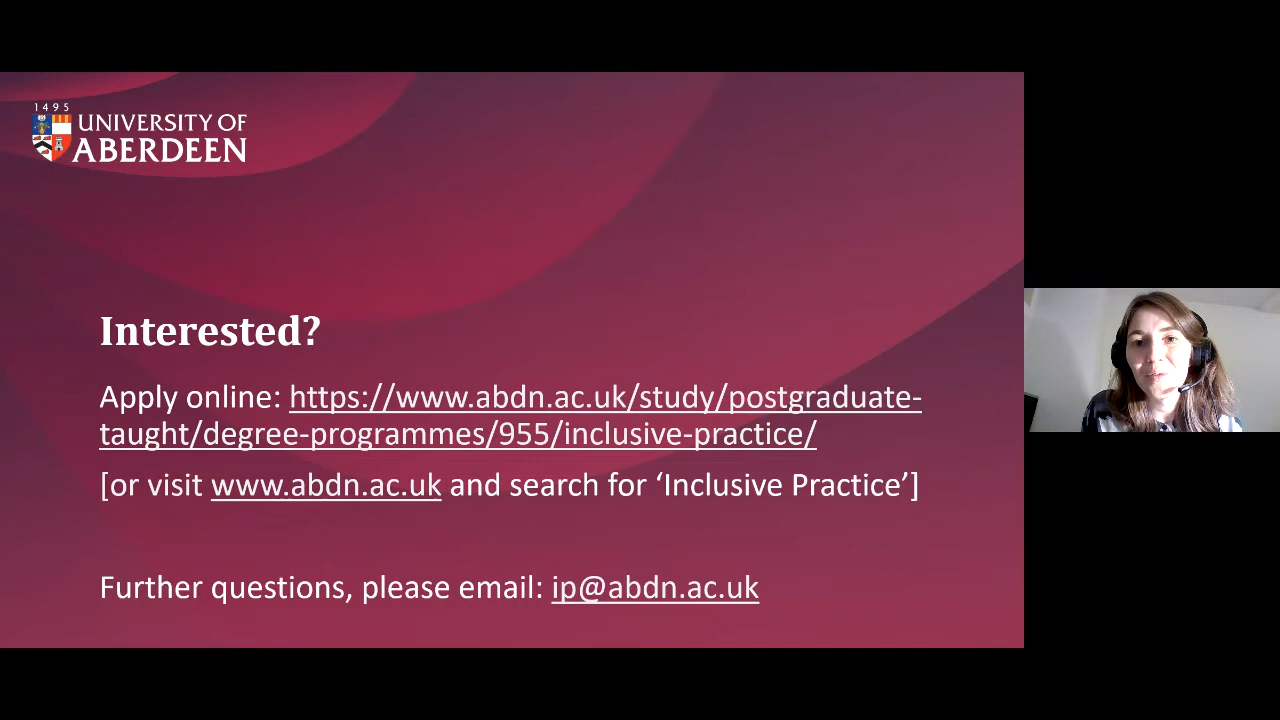 1495
UNIVERSITY OF
ABERDEEN
Interested?
Apply online: https://www.abdn.ac.uk/study/postgraduate-
taught/degree-programmes/955/inclusive-practice/
[or visit www.abdn.ac.uk and search for ‘Inclusive Practice’]
Further questions, please email: ip@abdn.ac.uk